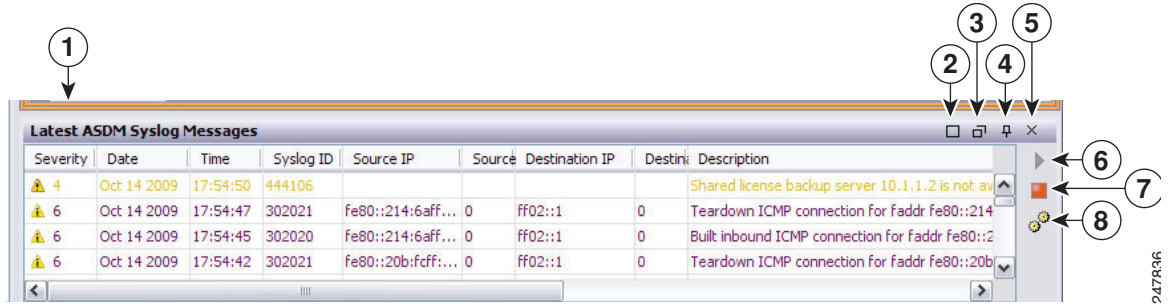 3
5
1
2
4
Latest ASDM Syslog Messages
Severity Date Time Syslog ID Source IP Source Destination IP Destina Description
4 Oct 14 2009 17:54:50 444106 Shared license backup server 10.1.1.2 is not av
6 Oct 14 2009 17:54:47 302021 fe80::214:6aff... 0 ff02::1 0 Teardown ICMP connection for faddr fe80::214
6 Oct 14 2009 17:54:45 302020 fe80::214:6aff... 0 ff02::1 0 Built inbound ICMP connection for faddr fe80::2
6 Oct 14 2009 17:54:42 302021 fe80::20b:fcff:... 0 ff02::1 0 Teardown ICMP connection for faddr fe80::20b
6
7
8
247836